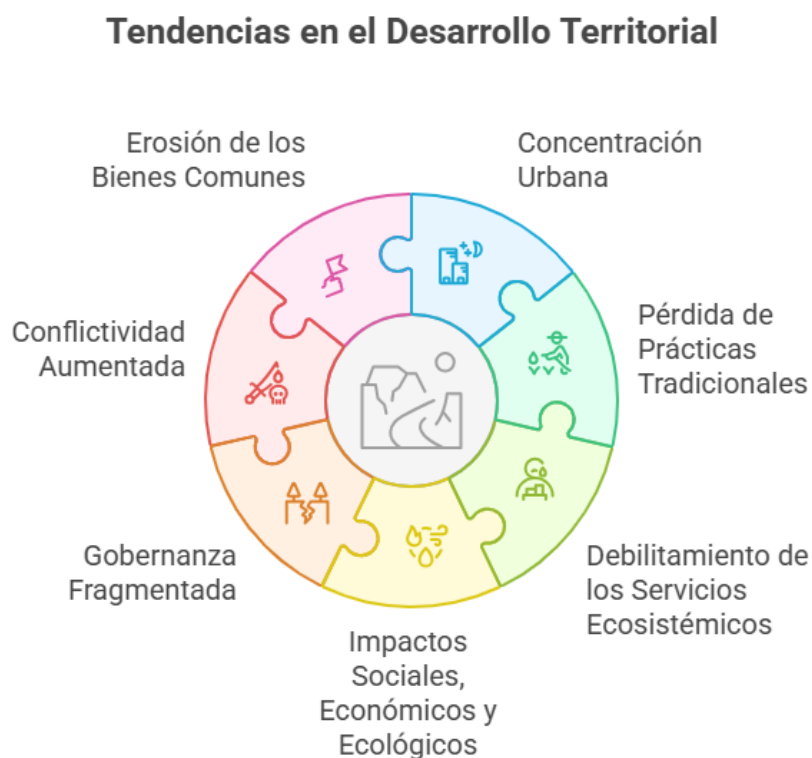 Tendencias en el Desarrollo Territorial
Erosión de los
Bienes Comunes
Concentración
Urbana
Conflictividad
Aumentada
Pérdida de
Prácticas
Tradicionales
Gobernanza
Fragmentada
Debilitamiento de
los Servicios
Ecosistémicos
Impactos
Sociales,
Económicos y
Ecológicos